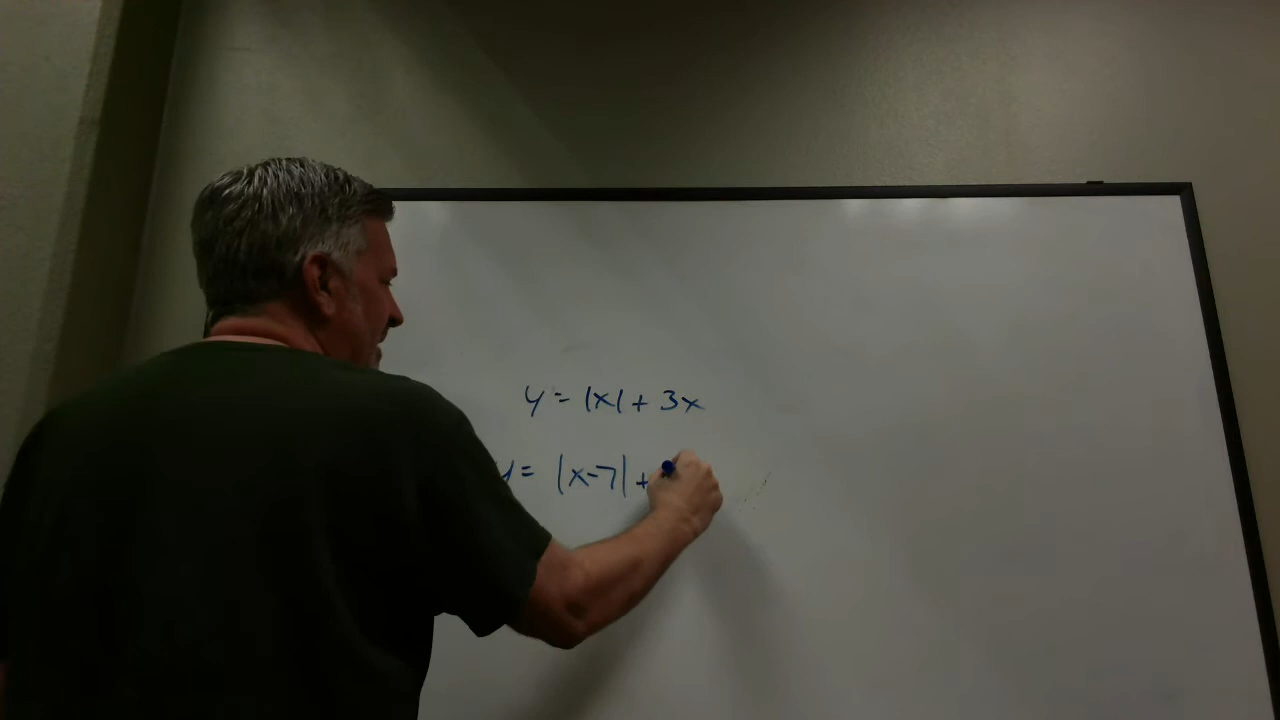 y = |x| + 3x
y = |x-7| +